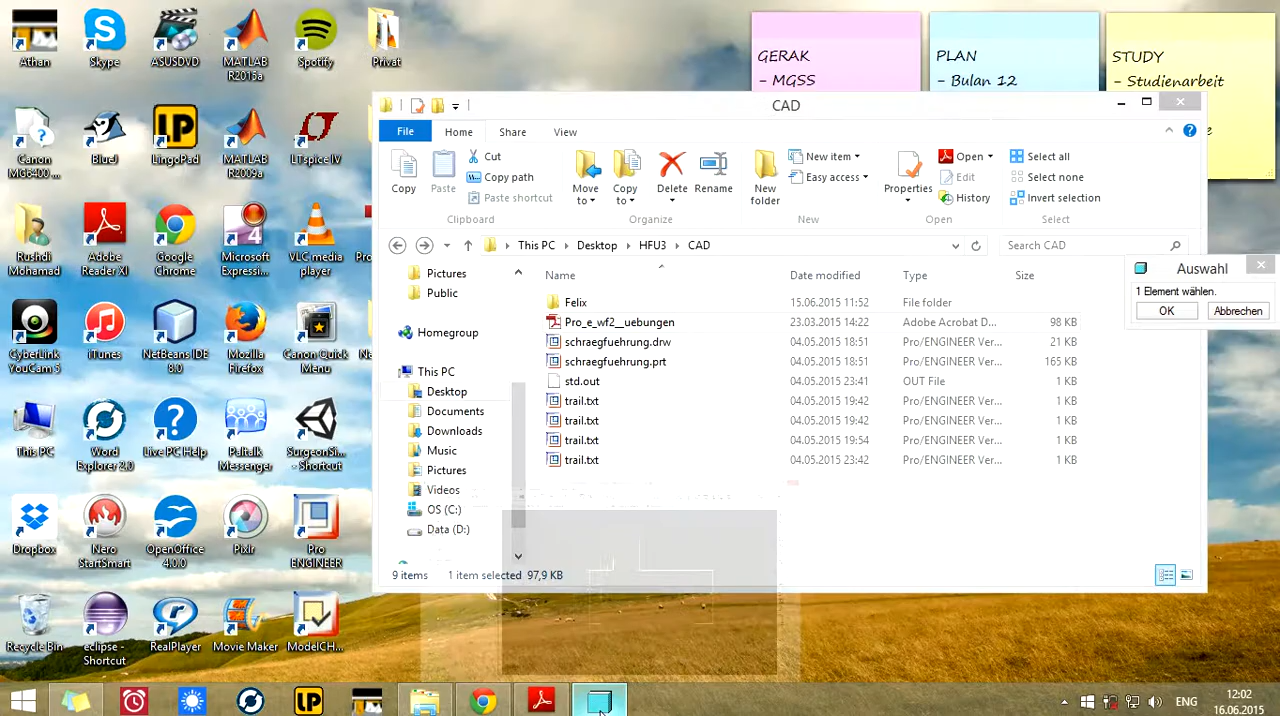 Athan
Skype
ASUSDVD
MATLAB
R2015a
Spotify
Privat
GERAK
- MGSS
PLAN
- Bulan 12
STUDY
- Studienarbeit
CAD
File
Home
Share
View
Copy
Paste
Cut
Copy path
Paste shortcut
Clipboard
Move
to
Copy
to
Delete
Rename
Organize
New
folder
New item
Easy access
New
Properties
Open
Edit
History
Open
Select all
Select none
Invert selection
Select
This PC
Desktop
HFU3
CAD
Search CAD
Pictures
Public
Homegroup
This PC
Desktop
Documents
Downloads
Music
Pictures
Videos
OS (C:)
Data (D:)
Name
Date modified
Type
Size
Felix 15.06.2015 11:52 File folder
Pro_e_wf2__uebungen 23.03.2015 14:22 Adobe Acrobat D... 98 KB
schraegfuehrung.drw 04.05.2015 18:51 Pro/ENGINEER Ver... 21 KB
schraegfuehrung.prt 04.05.2015 18:51 Pro/ENGINEER Ver... 165 KB
std.out 04.05.2015 23:41 OUT File 1 KB
trail.txt 04.05.2015 19:42 Pro/ENGINEER Ver... 1 KB
trail.txt 04.05.2015 19:42 Pro/ENGINEER Ver... 1 KB
trail.txt 04.05.2015 19:54 Pro/ENGINEER Ver... 1 KB
trail.txt 04.05.2015 23:42 Pro/ENGINEER Ver... 1 KB
9 items 1 item selected 97,9 KB
Auswahl
1 Element wählen.
OK
Abbrechen
Canon
MG6400 ...
BlueJ
LP
LingoPad
MATLAB
R2009a
LTspice IV
Rushdi
Mohamad
Adobe
Reader XI
Google
Chrome
Microsoft
Expressi...
VLC media
player
CyberLink
YouCam 5
iTunes
NetBeans IDE
8.0
Mozilla
Firefox
Canon Quick
Menu
This PC
Word
Explorer 2.0
Live PC Help
Paltalk
Messenger
SurgeonSi...
- Shortcut
Dropbox
Nero
StartSmart
OpenOffice
4.0.0
Pixlr
Pro
ENGINEER
Recycle Bin
eclipse -
Shortcut
RealPlayer
Movie Maker
ModelCH...
LP
ENG
12:02
16.06.2015